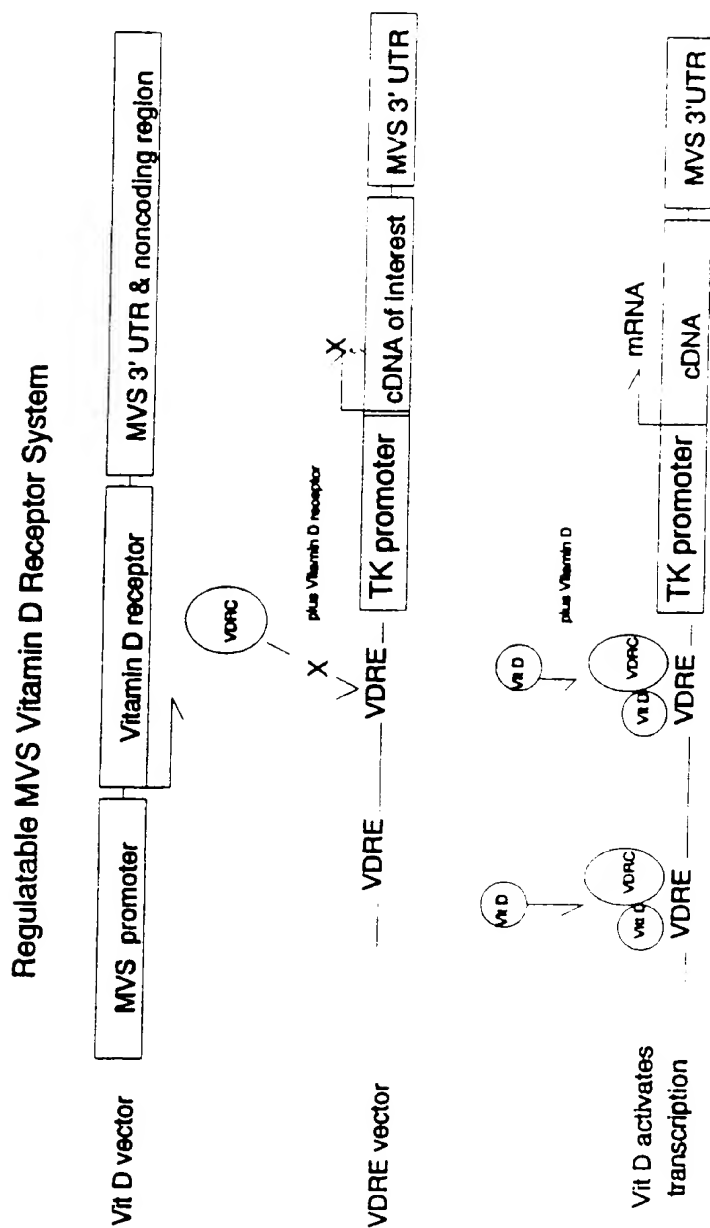 Regulatable MVS Vitamin D Receptor System
Vit D vector
MVS promoter
Vitamin D receptor
MVS 3' UTR & noncoding region
VDRC
X
plus Vitamin D receptor
X
VDRE vector
VDRE
VDRE
TK promoter
cDNA of interest
MVS 3' UTR
Vit D
Vit D
plus Vitamin D
VDRC
Vit D
VDRC
Vit D
mRNA
Vit D activates
transcription
VDRE
VDRE
TK promoter
cDNA
MVS 3'UTR